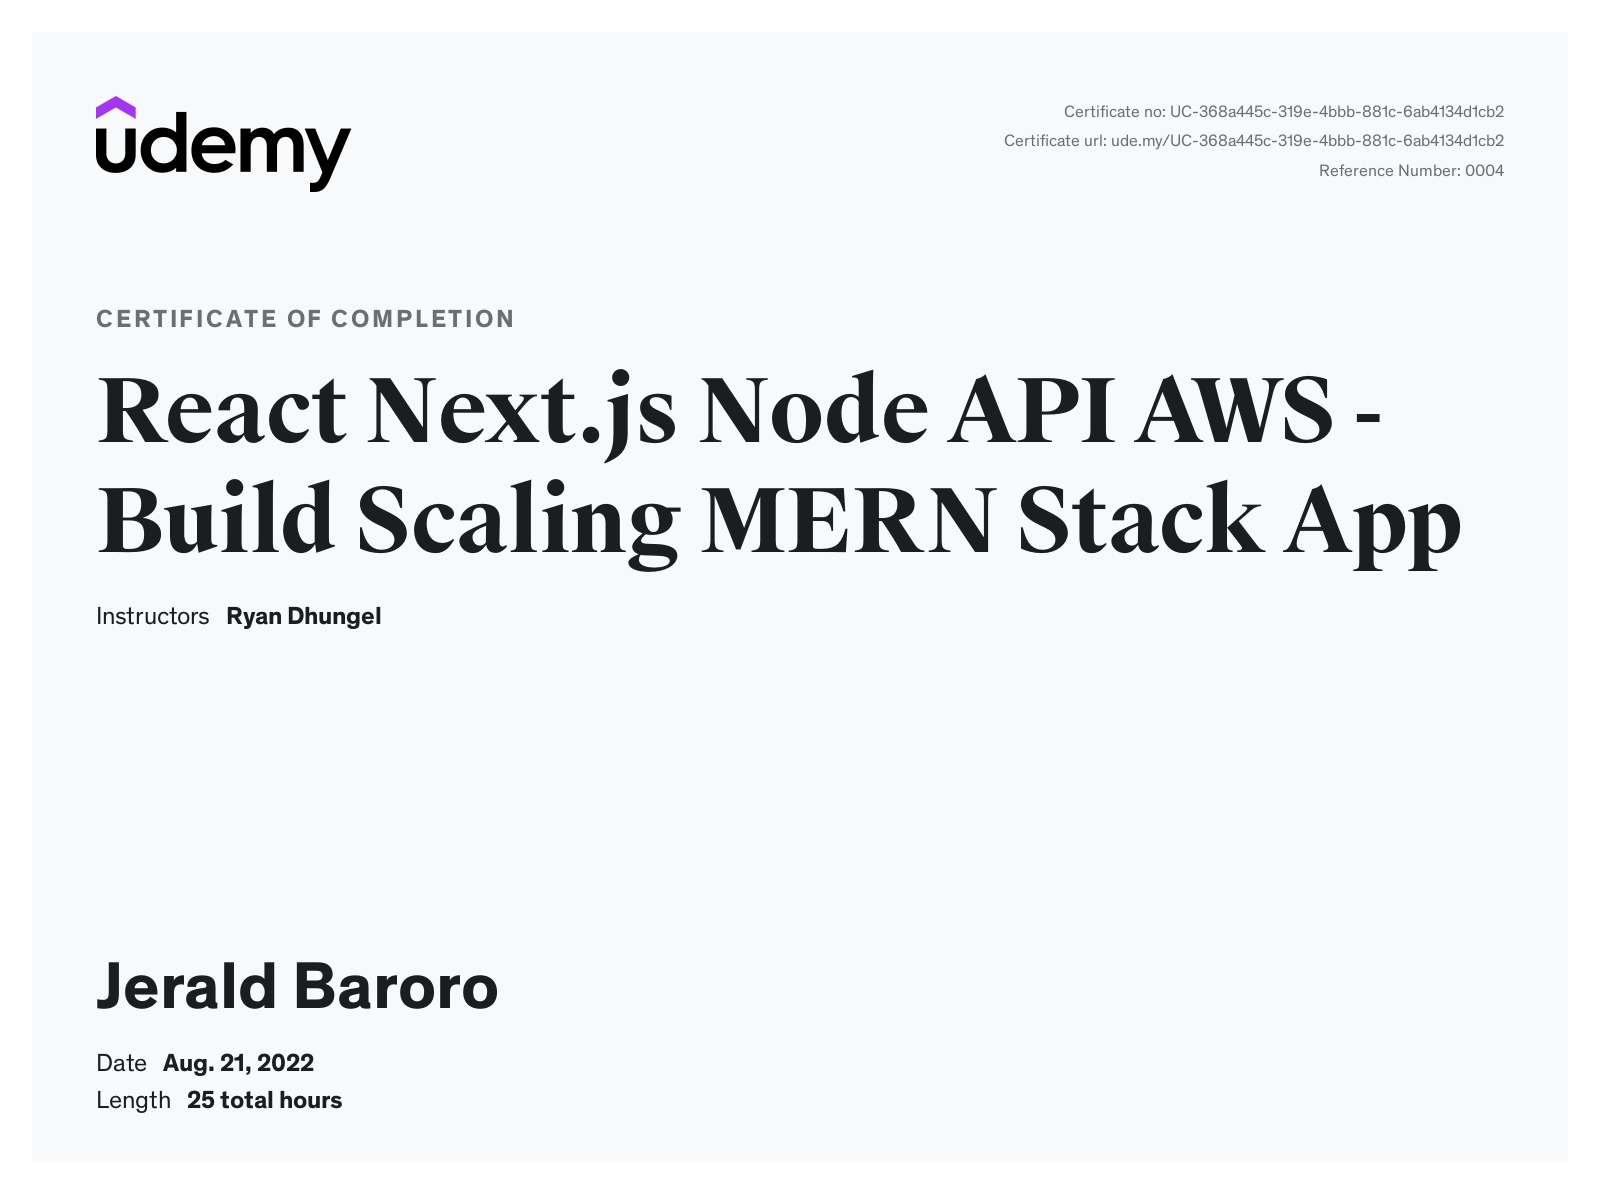 udemy
Certificate no: UC-368a445c-319e-4bbb-881c-6ab4134d1cb2
Certificate url: ude.my/UC-368a445c-319e-4bbb-881c-6ab4134d1cb2
Reference Number: 0004
CERTIFICATE OF COMPLETION
React Next.js Node API AWS -
Build Scaling MERN Stack App
Instructors Ryan Dhungel
Jerald Baroro
Date Aug. 21, 2022
Length 25 total hours